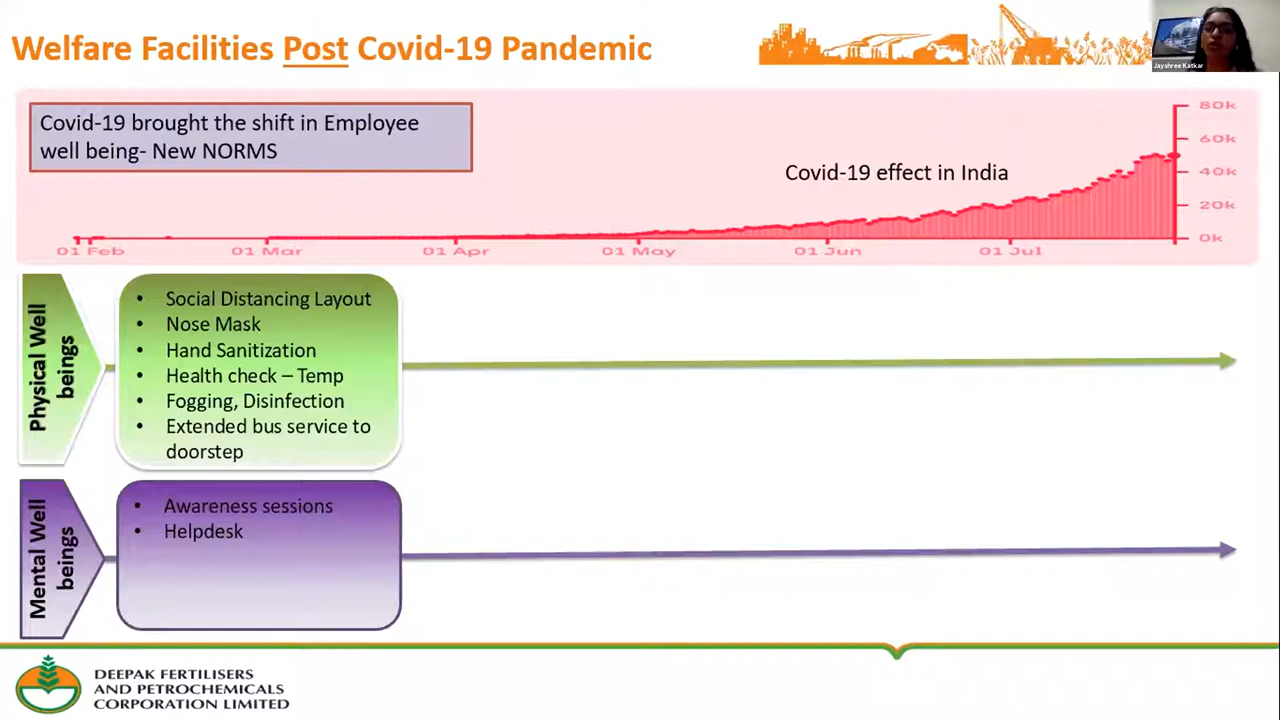 Welfare Facilities Post Covid-19 Pandemic
Jayshree Katkar
Covid-19 brought the shift in Employee
well being- New NORMS
Covid-19 effect in India
80k
60k
40k
20k
0k
01 Feb
01 Mar
01 Apr
01 May
01 Jun
01 Jul
Physical Well
beings
• Social Distancing Layout
• Nose Mask
• Hand Sanitization
• Health check – Temp
• Fogging, Disinfection
• Extended bus service to
doorstep
Mental Well
beings
• Awareness sessions
• Helpdesk
DEEPAK FERTILISERS
AND PETROCHEMICALS
CORPORATION LIMITED